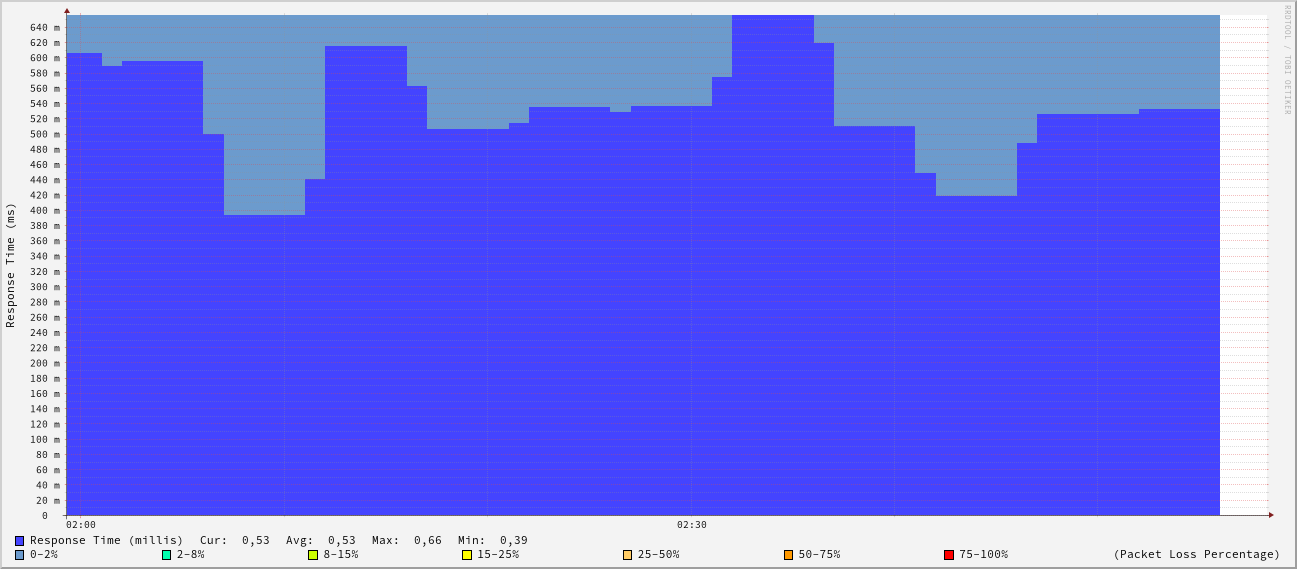 RRDTOOL / TOBI OETIKER
Response Time (ms)
640 m
620 m
600 m
580 m
560 m
540 m
520 m
500 m
480 m
460 m
440 m
420 m
400 m
380 m
360 m
340 m
320 m
300 m
280 m
260 m
240 m
220 m
200 m
180 m
160 m
140 m
120 m
100 m
80 m
60 m
40 m
20 m
0
02:00 02:30
Response Time (millis) Cur: 0,53 Avg: 0,53 Max: 0,66 Min: 0,39
0-2% 2-8% 8-15% 15-25% 25-50% 50-75% 75-100% (Packet Loss Percentage)